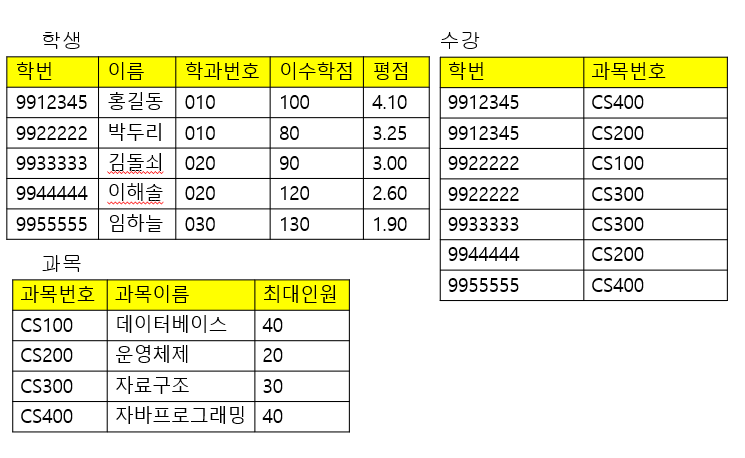 학생
학번 이름 학과번호 이수학점 평점
9912345 홍길동 010 100 4.10
9922222 박두리 010 80 3.25
9933333 김돌쇠 020 90 3.00
9944444 이해솔 020 120 2.60
9955555 임하늘 030 130 1.90
수강
학번 과목번호
9912345 CS400
9912345 CS200
9922222 CS100
9922222 CS300
9933333 CS300
9944444 CS200
9955555 CS400
과목
과목번호 과목이름 최대인원
CS100 데이터베이스 40
CS200 운영체제 20
CS300 자료구조 30
CS400 자바프로그래밍 40